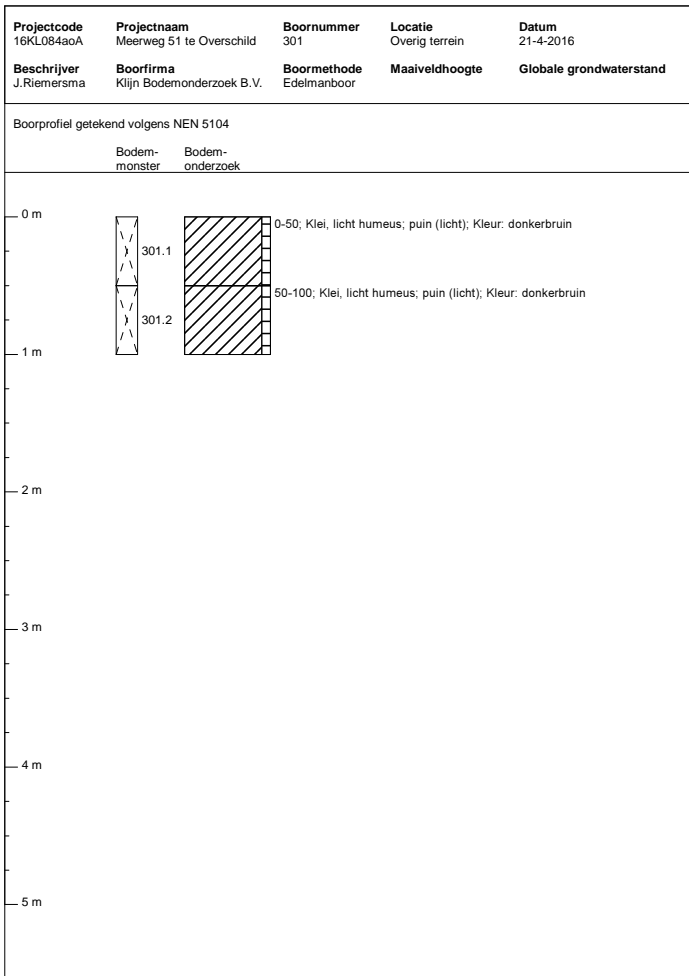 Projectcode Projectnaam Boornummer Locatie Datum
16KL084aoA Meerweg 51 te Overschild 301 Overig terrein 21-4-2016
Beschrijver Boorfirma Boormethode Maaiveldhoogte Globale grondwaterstand
J.Riemersma Klijn Bodemonderzoek B.V. Edelmanboor
Boorprofiel getekend volgens NEN 5104
Bodem- Bodem-
monster onderzoek
0 m
0-50; Klei, licht humeus; puin (licht); Kleur: donkerbruin
301.1
50-100; Klei, licht humeus; puin (licht); Kleur: donkerbruin
301.2
1 m
2 m
3 m
4 m
5 m